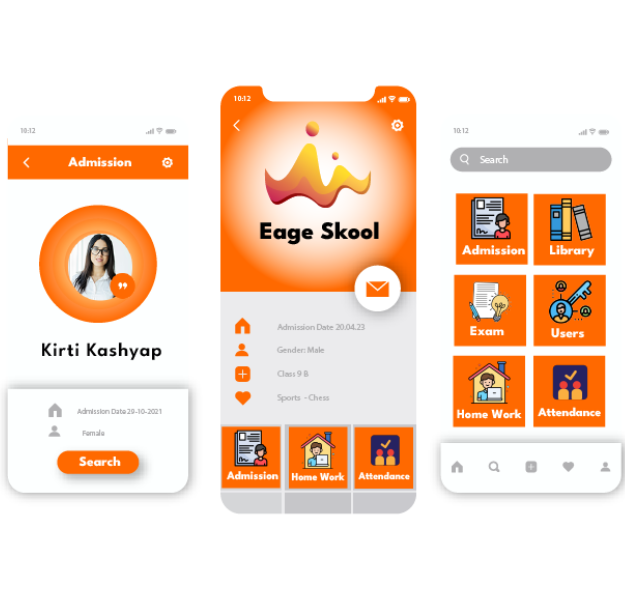 10:12
Admission
Kirti Kashyap
Admission Date 29-10-2021
Female
Search
10:12
Eage Skool
Admission Date 20.04.23
Gender: Male
Class 9 B
Sports - Chess
Admission
Home Work
Attendance
10:12
Search
Admission
Library
Exam
Users
Home Work
Attendance